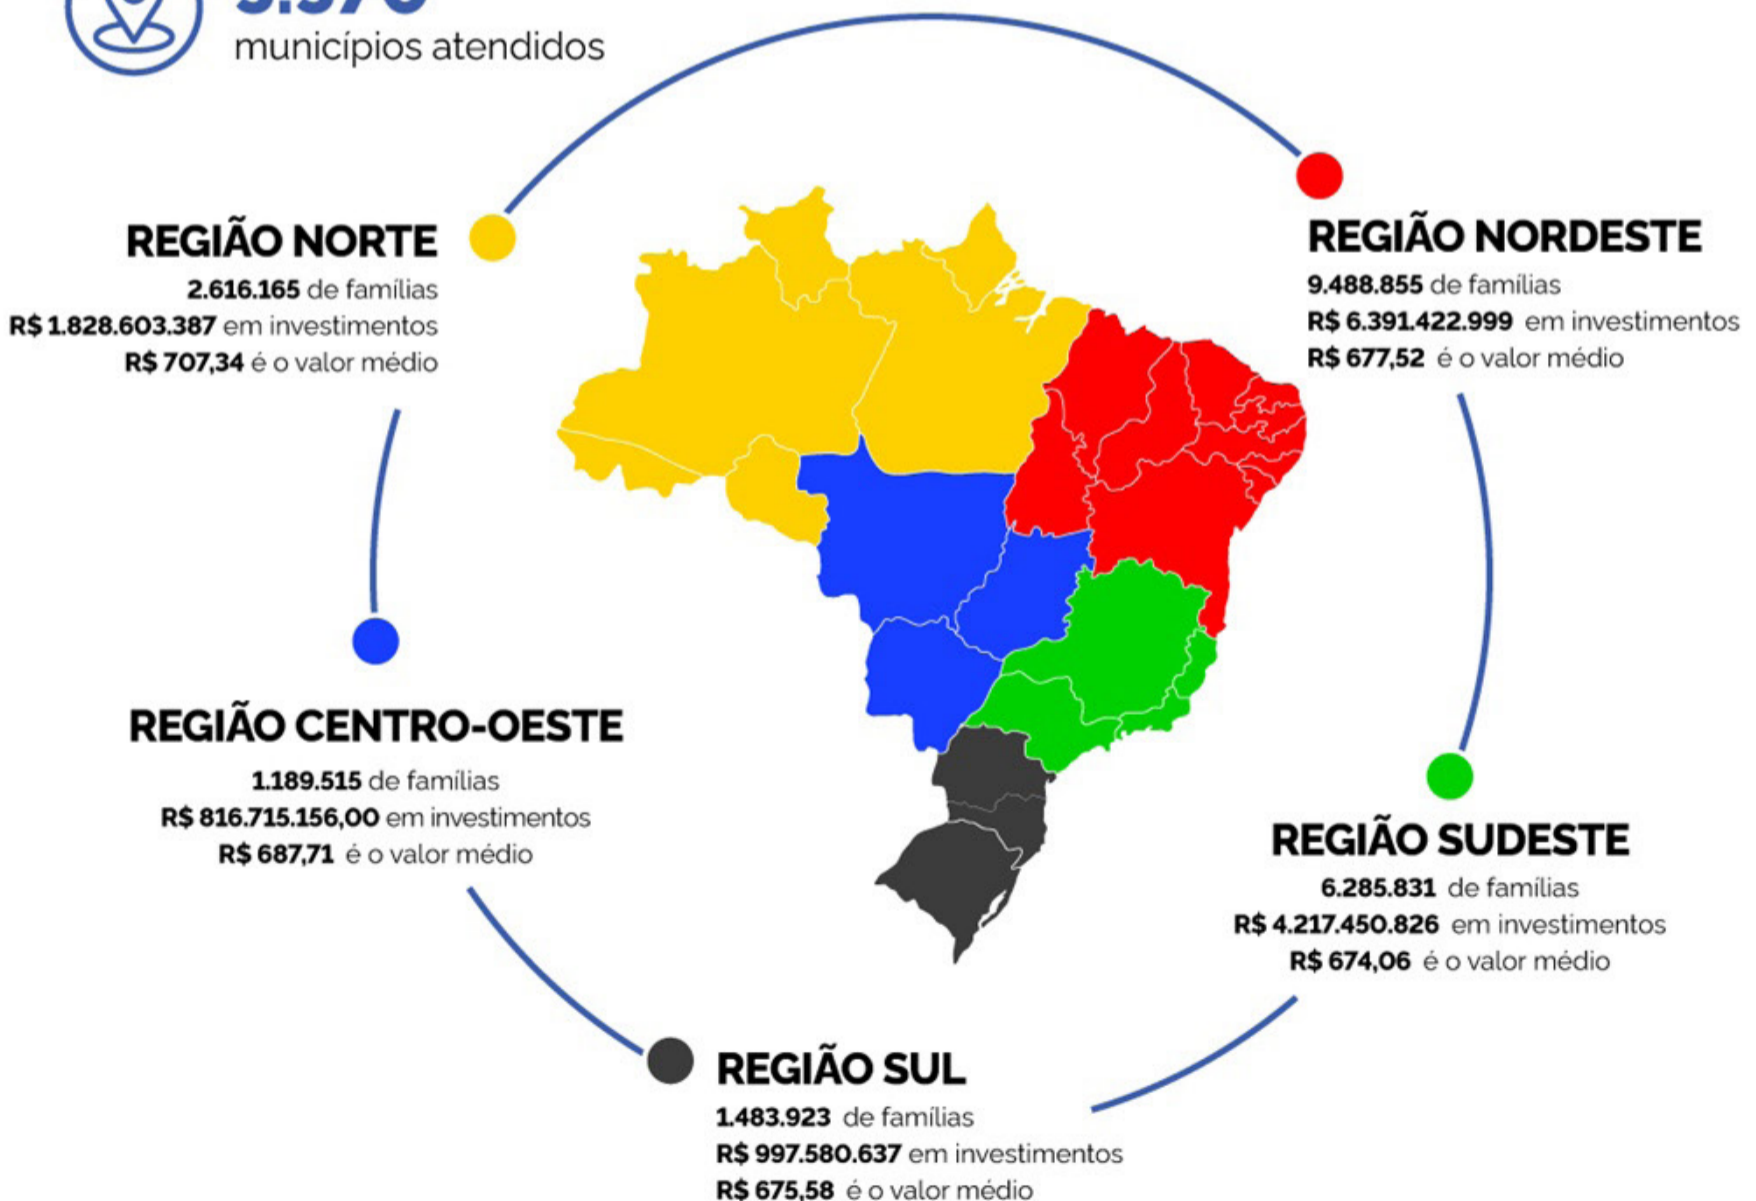 5.570
municípios atendidos
REGIÃO NORTE
2.616.165 de famílias
R$ 1.828.603.387 em investimentos
R$ 707,34 é o valor médio
REGIÃO NORDESTE
9.488.855 de famílias
R$ 6.391.422.999 em investimentos
R$ 677,52 é o valor médio
REGIÃO CENTRO-OESTE
1.189.515 de famílias
R$ 816.715.156,00 em investimentos
R$ 687,71 é o valor médio
REGIÃO SUDESTE
6.285.831 de famílias
R$ 4.217.450.826 em investimentos
R$ 674,06 é o valor médio
REGIÃO SUL
1.483.923 de famílias
R$ 997.580.637 em investimentos
R$ 675,58 é o valor médio